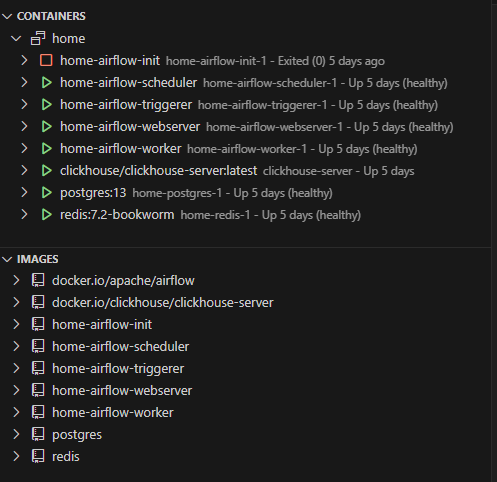 CONTAINERS
home
home-airflow-init home-airflow-init-1 - Exited (0) 5 days ago
home-airflow-scheduler home-airflow-scheduler-1 - Up 5 days (healthy)
home-airflow-triggerer home-airflow-triggerer-1 - Up 5 days (healthy)
home-airflow-webserver home-airflow-webserver-1 - Up 5 days (healthy)
home-airflow-worker home-airflow-worker-1 - Up 5 days (healthy)
clickhouse/clickhouse-server:latest clickhouse-server - Up 5 days
postgres:13 home-postgres-1 - Up 5 days (healthy)
redis:7.2-bookworm home-redis-1 - Up 5 days (healthy)
IMAGES
docker.io/apache/airflow
docker.io/clickhouse/clickhouse-server
home-airflow-init
home-airflow-scheduler
home-airflow-triggerer
home-airflow-webserver
home-airflow-worker
postgres
redis